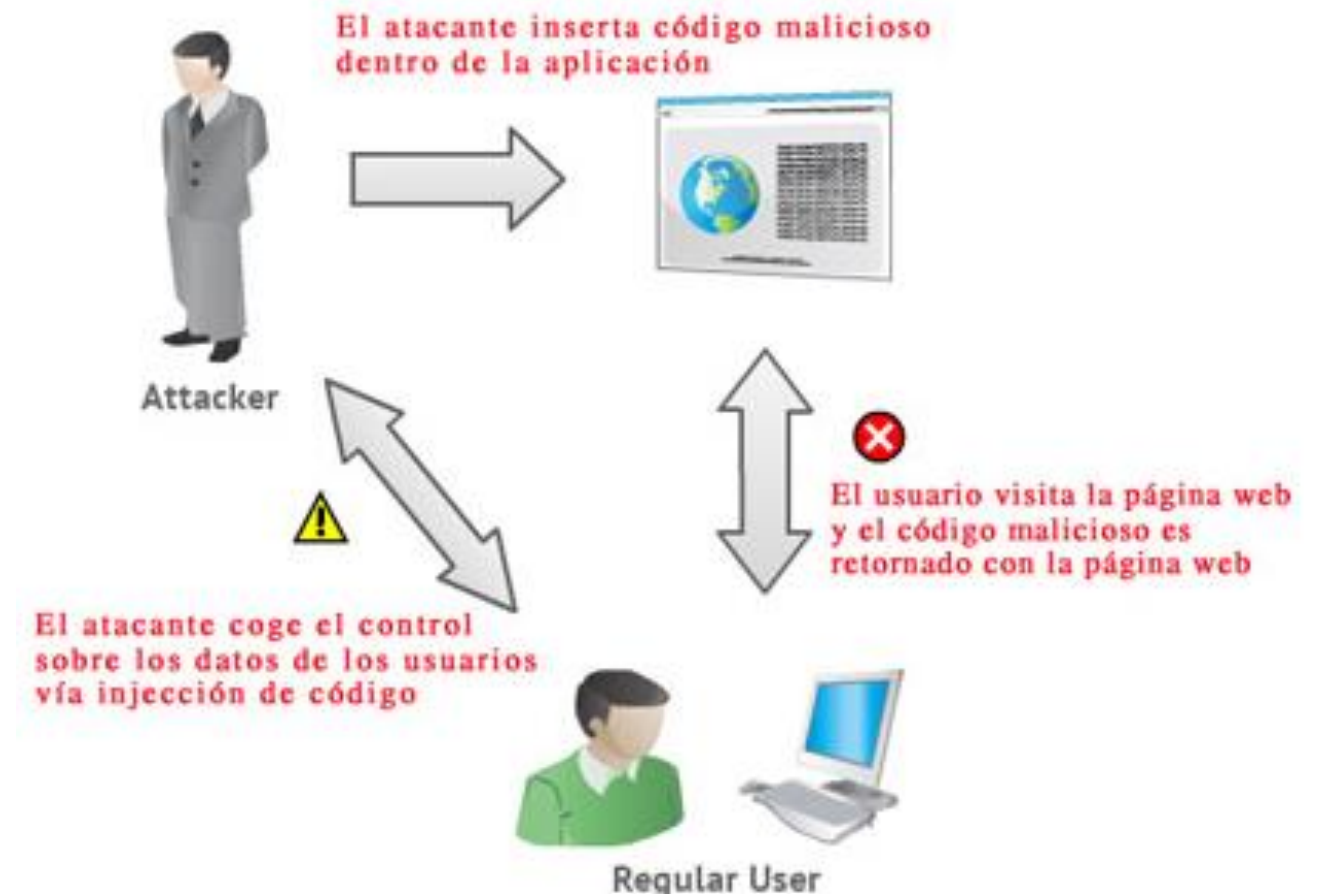 El atacante inserta código malicioso
dentro de la aplicación
Attacker
El usuario visita la página web
y el código malicioso es
retornado con la página web
El atacante coge el control
sobre los datos de los usuarios
vía injección de código
Regular User